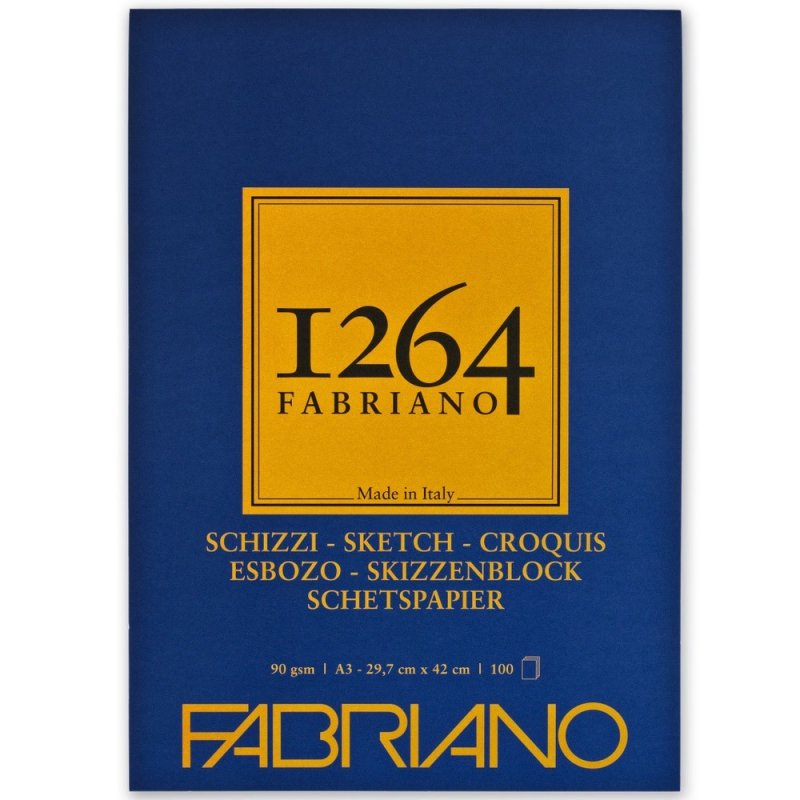 1264
FABRIANO
Made in Italy
SCHIZZI - SKETCH - CROQUIS
ESBOZO - SKIZZENBLOCK
SCHETSPAPIER
90 gsm | A3 - 29,7 cm x 42 cm | 100
FABRIANO